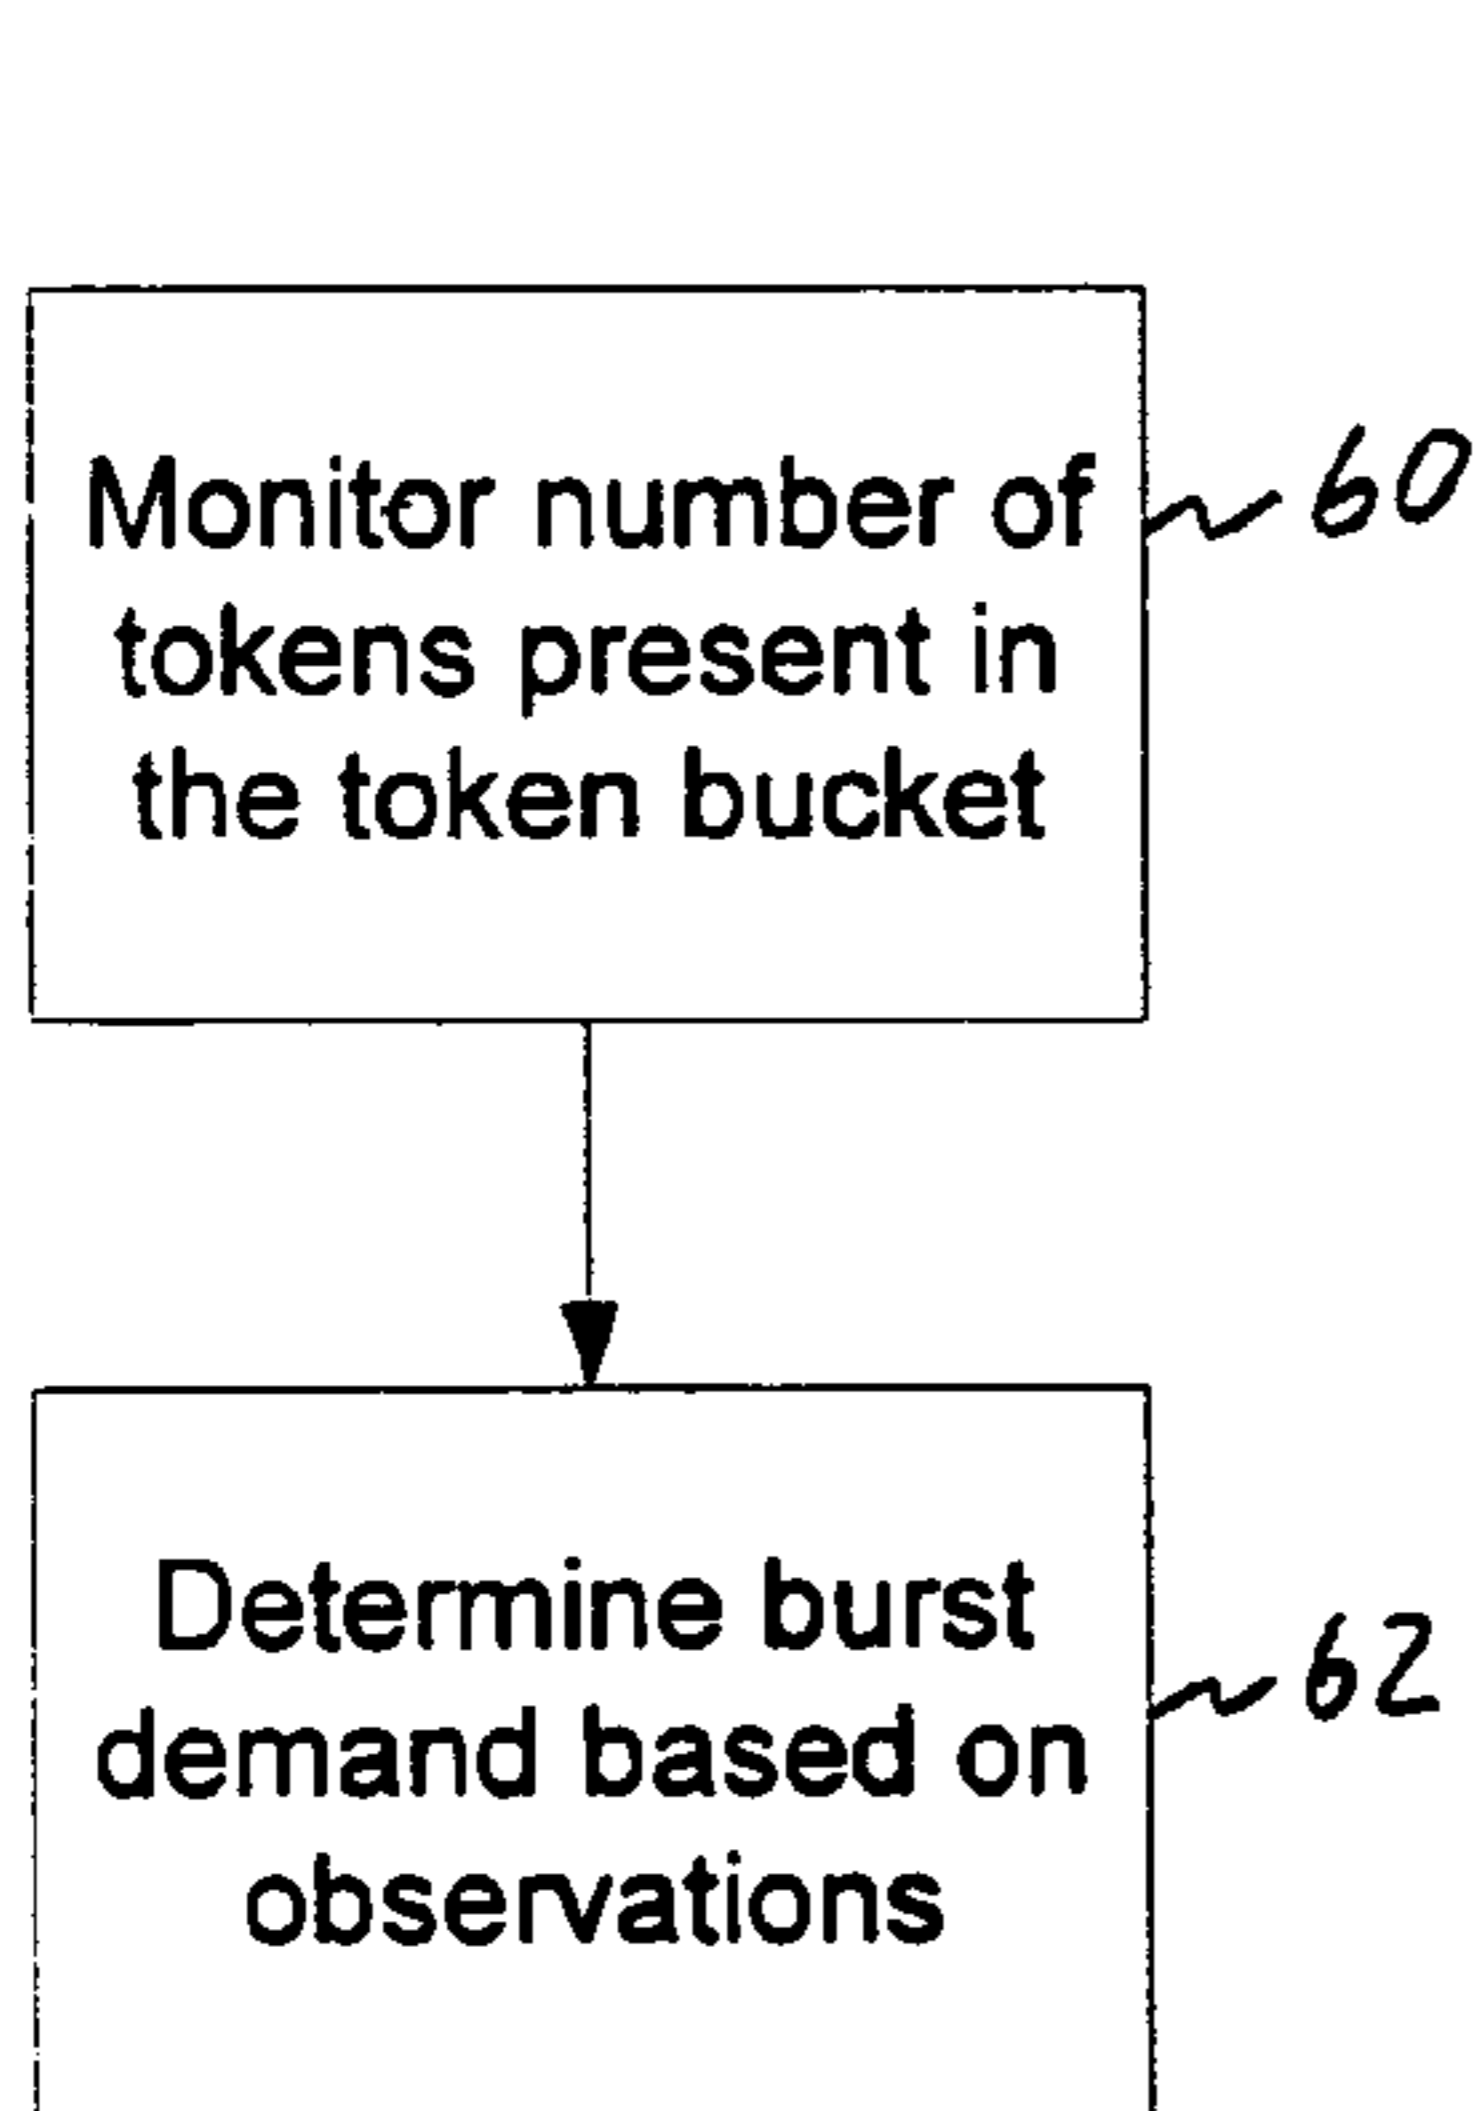 Monitor number of
tokens present in
the token bucket
60
Determine burst
demand based on
observations
62